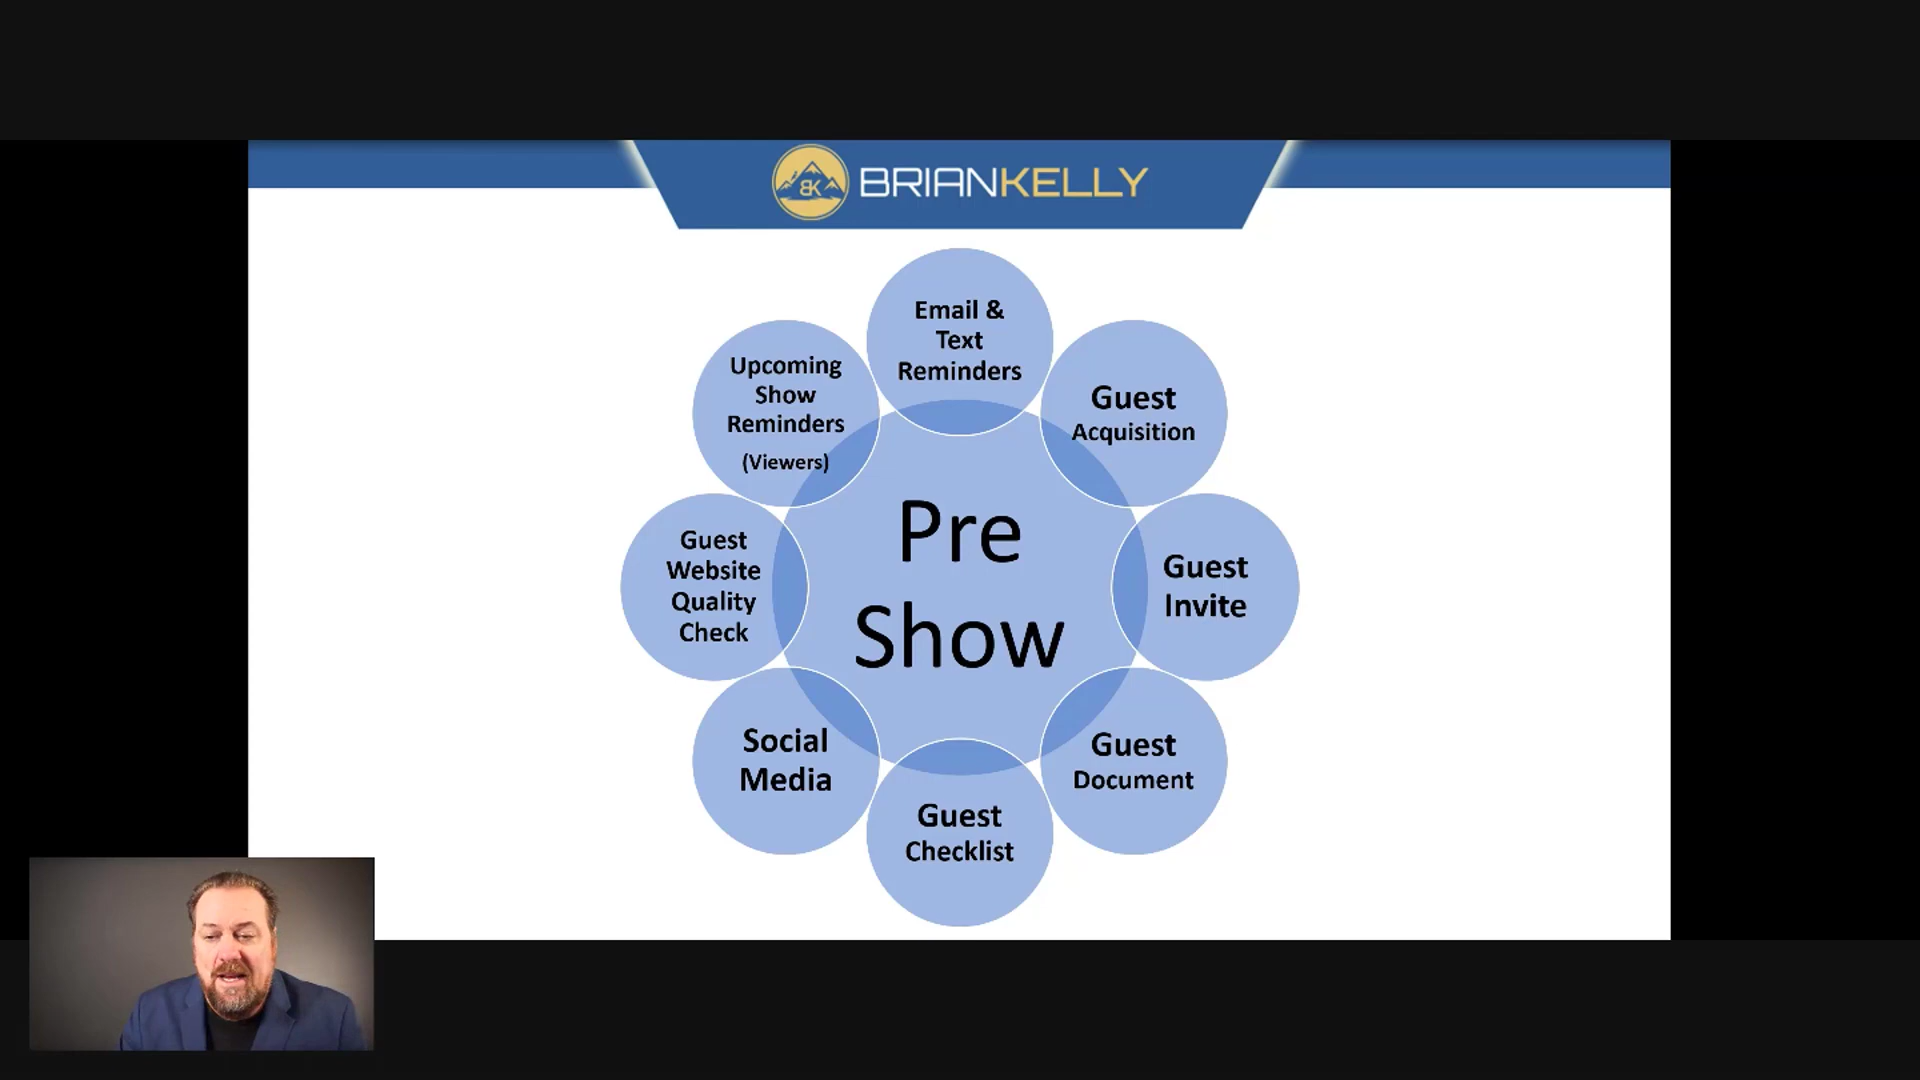 BK BRIANKELLY
Email &
Text
Reminders
Guest
Acquisition
Guest
Invite
Guest
Document
Guest
Checklist
Social
Media
Guest
Website
Quality
Check
Upcoming
Show
Reminders
(Viewers)
Pre
Show